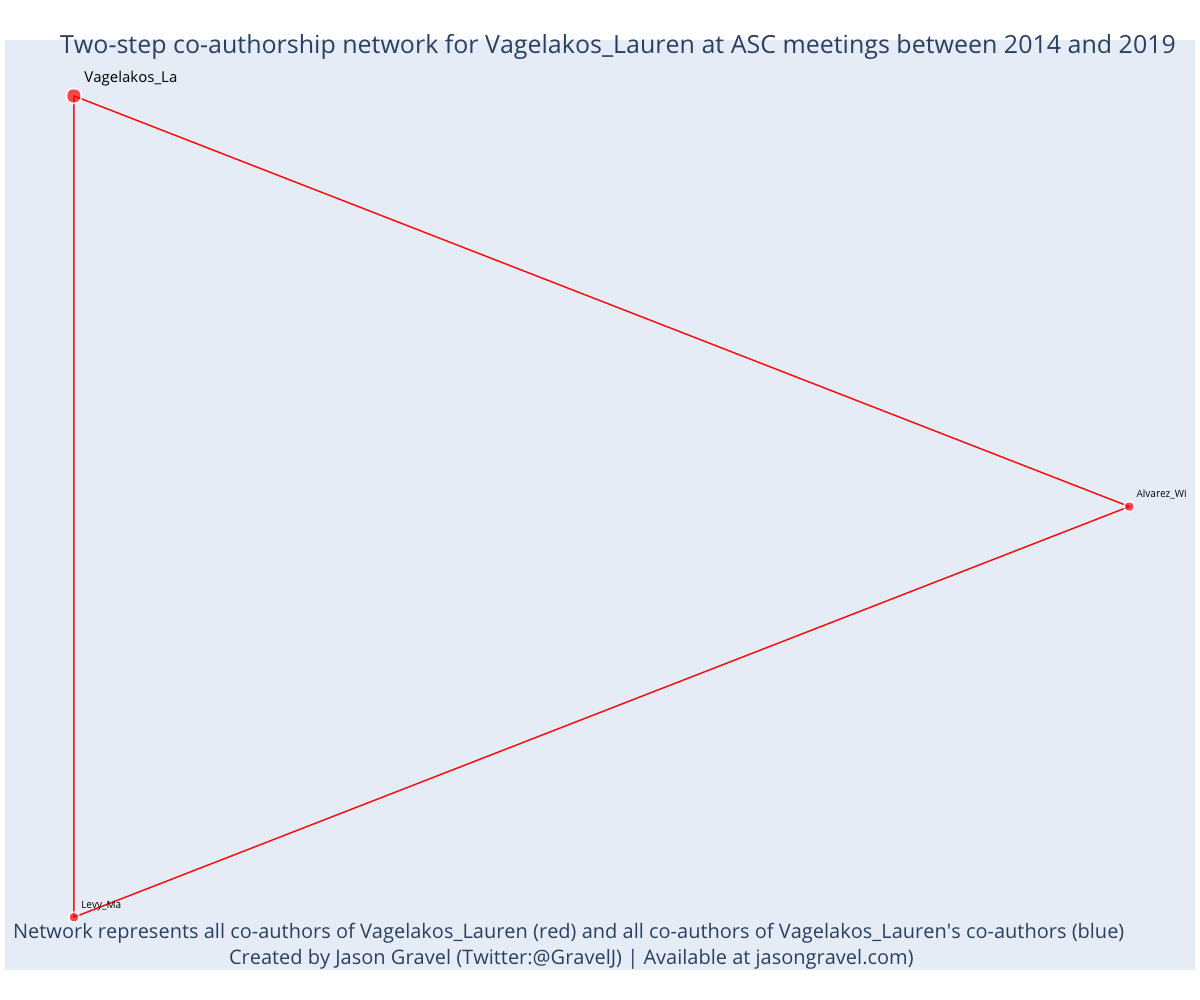 Two-step co-authorship network for Vagelakos_Lauren at ASC meetings between 2014 and 2019
Vagelakos_La
Alvarez_Wi
Levy_Ma
Network represents all co-authors of Vagelakos_Lauren (red) and all co-authors of Vagelakos_Lauren's co-authors (blue)
Created by Jason Gravel (Twitter:@GravelJ) | Available at jasongravel.com)